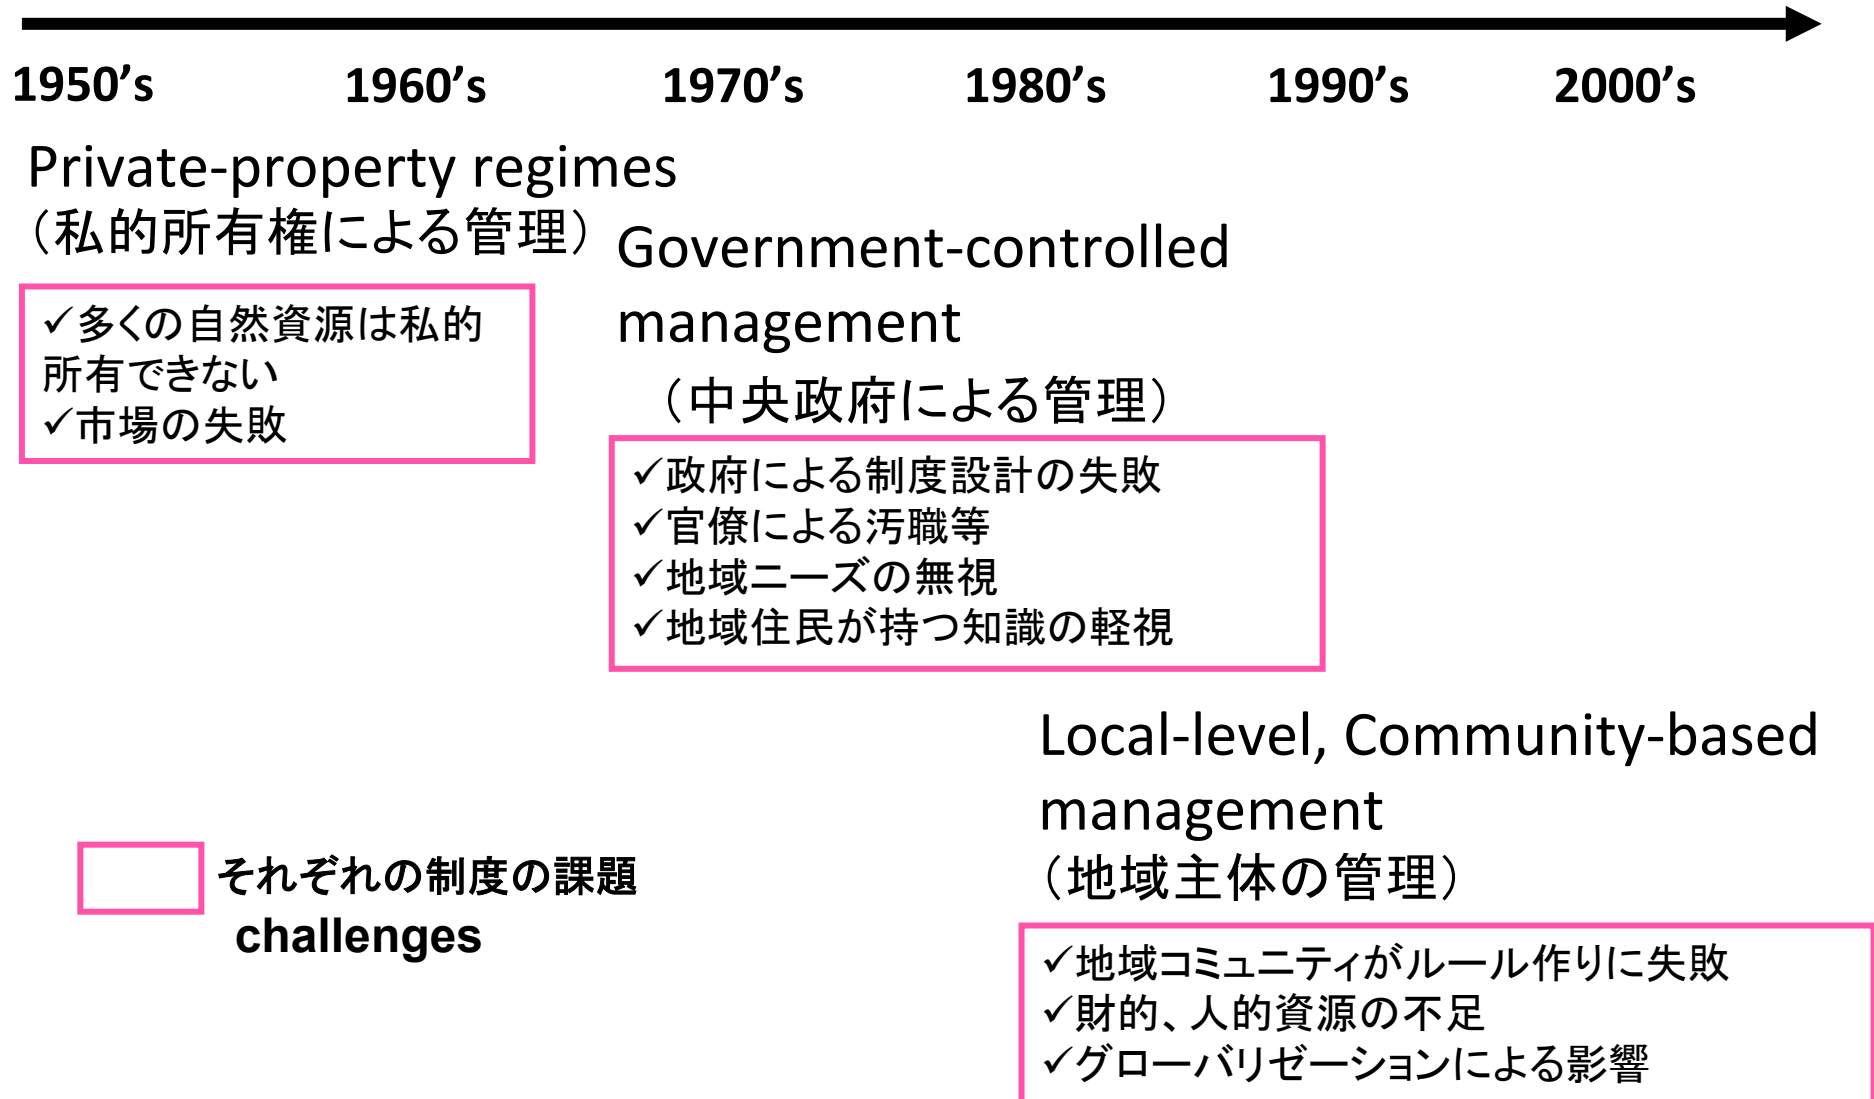 1950's 1960's 1970's 1980's 1990's 2000's
Private-property regimes
（私的所有権による管理）
✓多くの自然資源は私的
所有できない
✓市場の失敗
Government-controlled
management
（中央政府による管理）
✓政府による制度設計の失敗
✓官僚による汚職等
✓地域ニーズの無視
✓地域住民が持つ知識の軽視
Local-level, Community-based
management
（地域主体の管理）
✓地域コミュニティがルール作りに失敗
✓財的、人的資源の不足
✓グローバリゼーションによる影響
それぞれの制度の課題
challenges